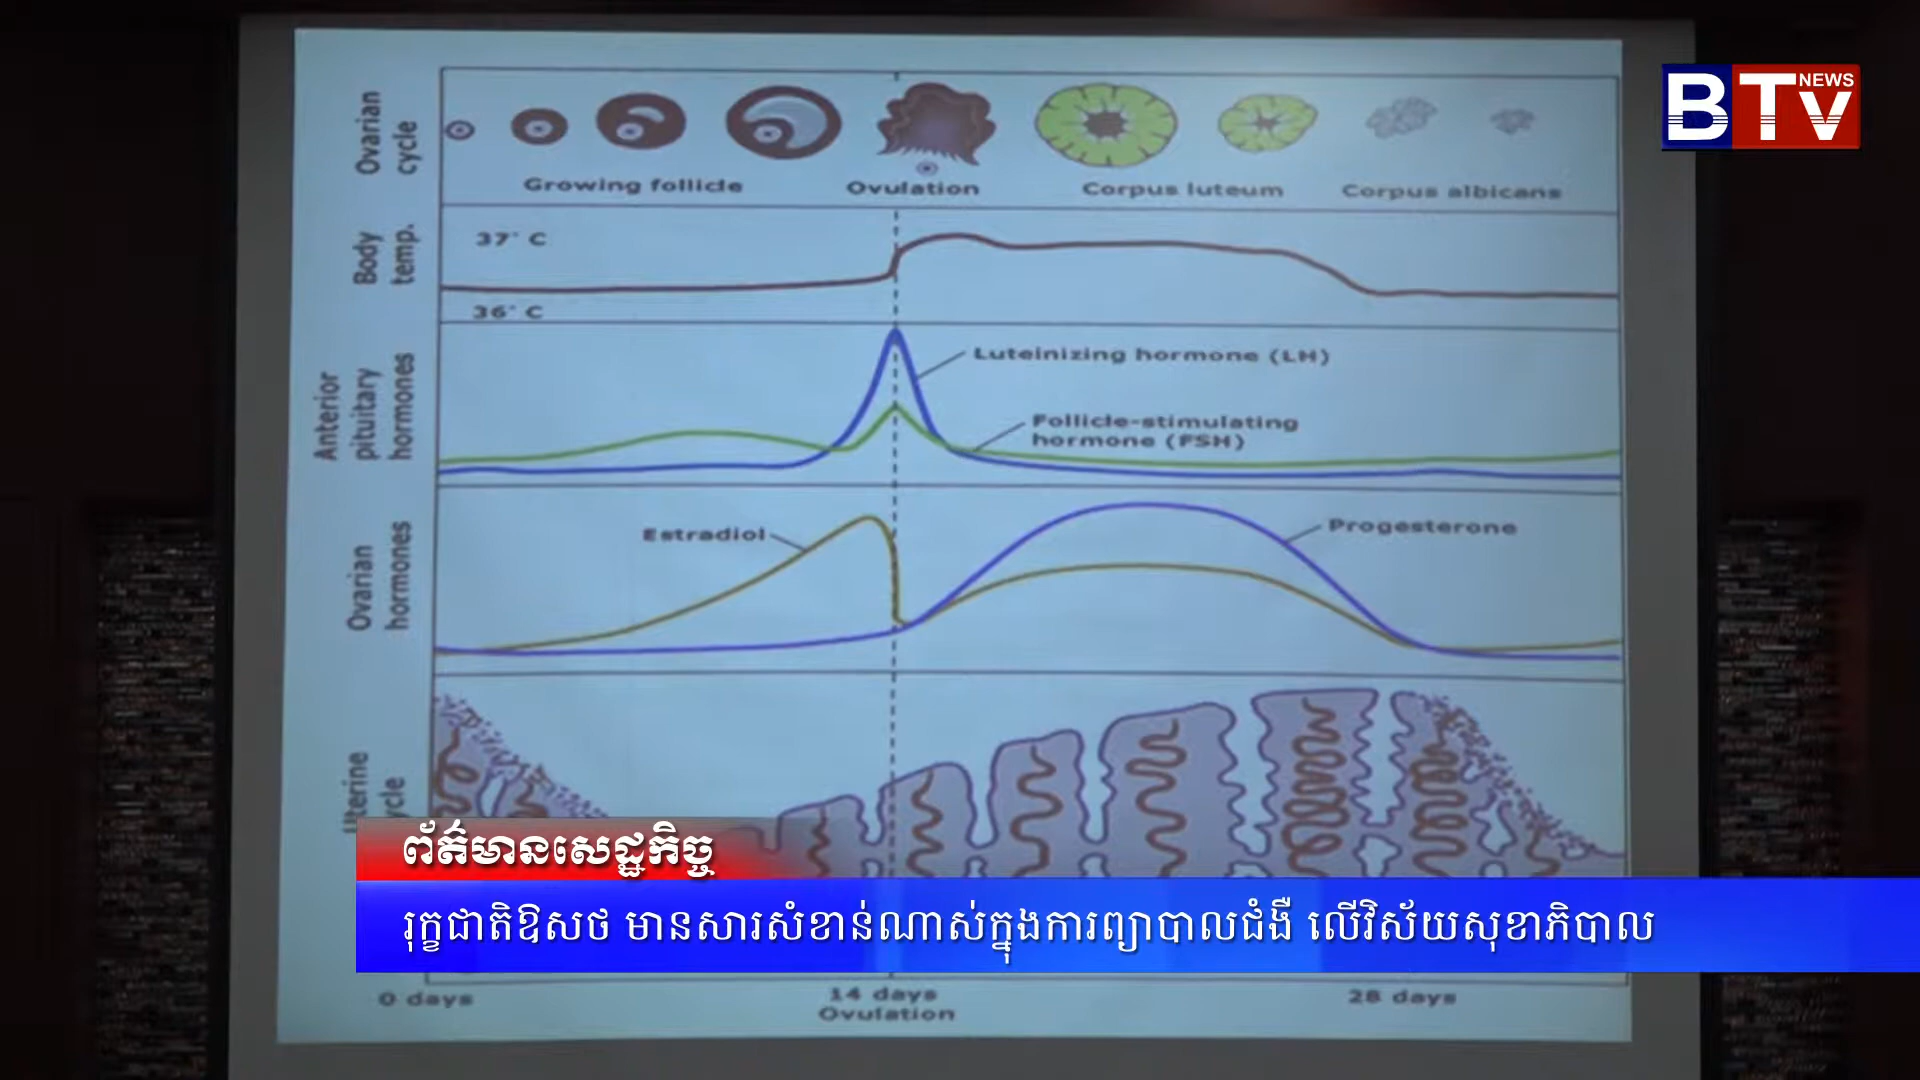 BTV NEWS
Ovarian cycle
Growing follicle
Ovulation
Corpus luteum
Corpus albicans
Body temp.
37° C
36° C
Anterior pituitary hormones
Luteinizing hormone (LH)
Follicle-stimulating
hormone (FSH)
Ovarian hormones
Estradiol
Progesterone
Uterine cycle
ព័ត៌មានសេដ្ឋកិច្ច
រុក្ខជាតិឱសថ មានសារសំខាន់ណាស់ក្នុងការព្យាបាលជំងឺ លើវិស័យសុខាភិបាល
0 days
14 days
Ovulation
28 days